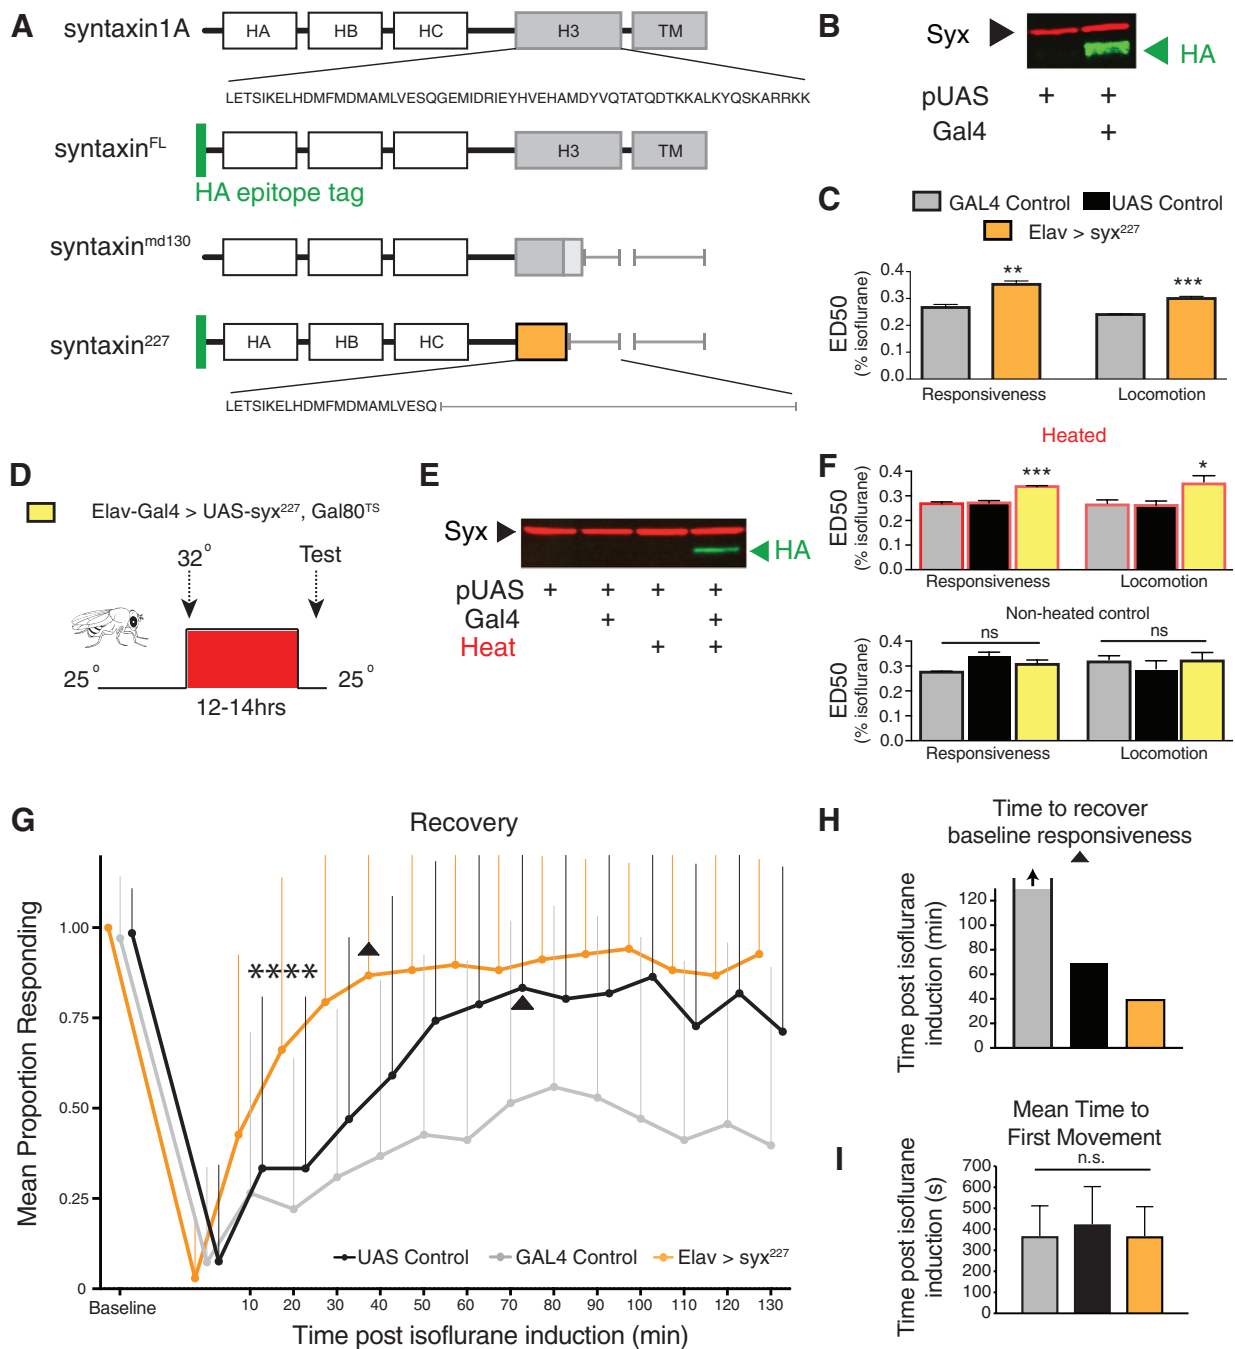 A
syntaxin1A
HA
HB
HC
H3
TM
LETSIKELHDMFMDMAMLVESQGEMIDRIEYHVEHAMDYVQTATQDTKKALKYQSKARRKK
syntaxinFL
H3
TM
HA epitope tag
syntaxinmd130
syntaxin227
HA
HB
HC
LETSIKELHDMFMDMAMLVESQ
B
Syx
HA
pUAS + +
Gal4 +
C
GAL4 Control
UAS Control
Elav > syx227
ED50
(% isoflurane)
0.4
0.3
0.2
0.1
0.0
**
***
Responsiveness
Locomotion
D
Elav-Gal4 > UAS-syx227, Gal80TS
32°
Test
25°
25°
12-14hrs
E
Syx
HA
pUAS + + + +
Gal4 + +
Heat + +
F
Heated
ED50
(% isoflurane)
0.4
0.3
0.2
0.1
0.0
***
*
Responsiveness
Locomotion
Non-heated control
ED50
(% isoflurane)
0.4
0.3
0.2
0.1
0.0
ns
ns
Responsiveness
Locomotion
G
Recovery
Mean Proportion Responding
1.00
0.75
0.50
0.25
0
****
UAS Control
GAL4 Control
Elav > syx227
Baseline
10 20 30 40 50 60 70 80 90 100 110 120 130
Time post isoflurane induction (min)
H
Time to recover
baseline responsiveness
Time post isoflurane
induction (min)
120
100
80
60
40
20
0
I
Mean Time to
First Movement
n.s.
Time post isoflurane
induction (s)
700
600
500
400
300
200
100
0